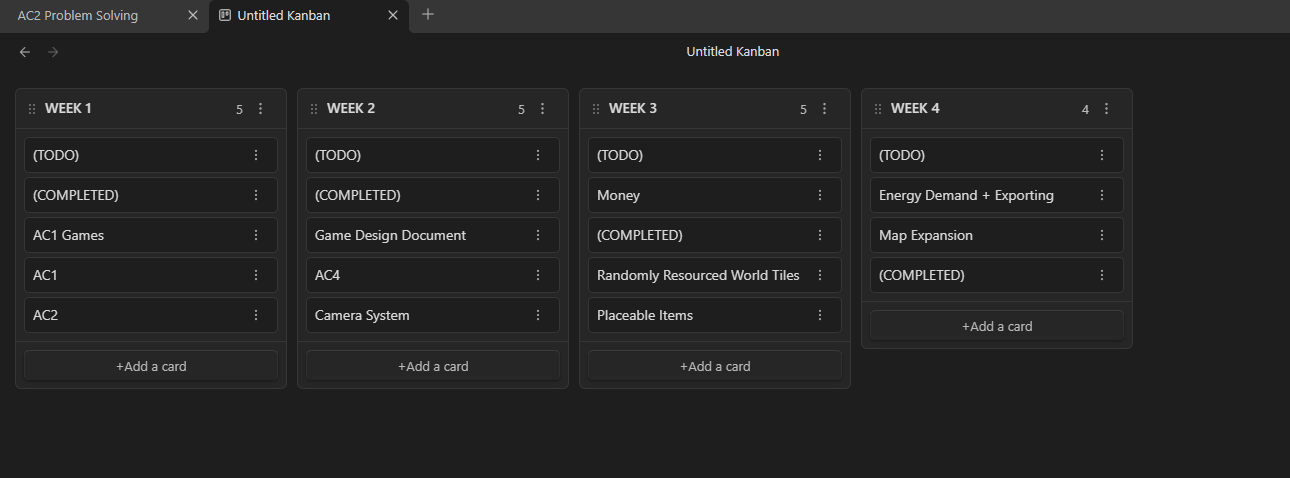 AC2 Problem Solving
Untitled Kanban
Untitled Kanban
WEEK 1 5
(TODO)
(COMPLETED)
AC1 Games
AC1
AC2
+Add a card
WEEK 2 5
(TODO)
(COMPLETED)
Game Design Document
AC4
Camera System
+Add a card
WEEK 3 5
(TODO)
Money
(COMPLETED)
Randomly Resourced World Tiles
Placeable Items
+Add a card
WEEK 4 4
(TODO)
Energy Demand + Exporting
Map Expansion
(COMPLETED)
+Add a card